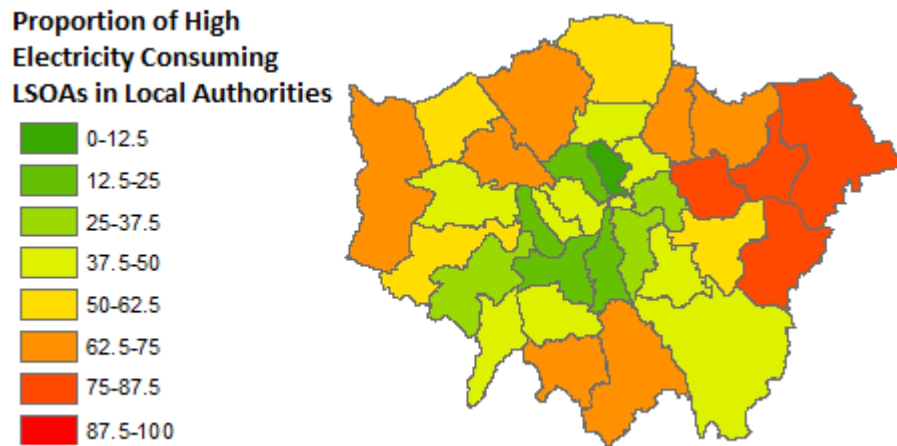 Proportion of High
Electricity Consuming
LSOAs in Local Authorities
0-12.5
12.5-25
25-37.5
37.5-50
50-62.5
62.5-75
75-87.5
87.5-100